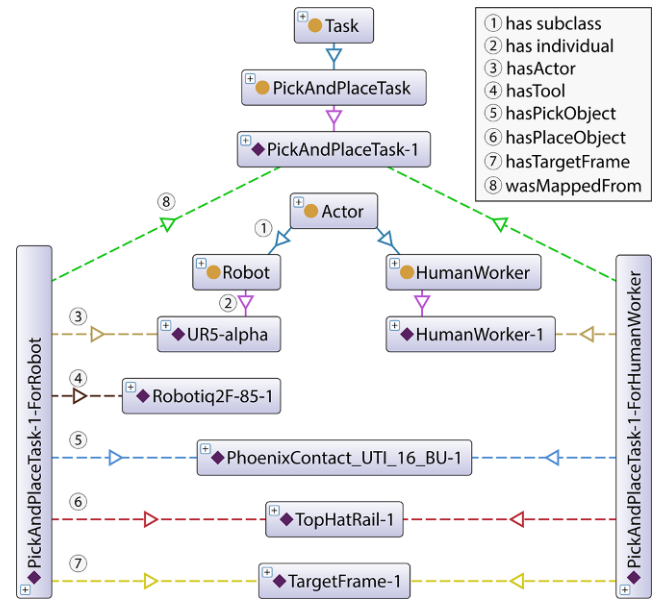 Task
PickAndPlaceTask
PickAndPlaceTask-1
① has subclass
② has individual
③ hasActor
④ hasTool
⑤ hasPickObject
⑥ hasPlaceObject
⑦ hasTargetFrame
⑧ wasMappedFrom
⑧
Actor
①
Robot
HumanWorker
②
③
UR5-alpha
HumanWorker-1
④
Robotiq2F-85-1
⑤
PhoenixContact_UTI_16_BU-1
⑥
TopHatRail-1
⑦
TargetFrame-1
PickAndPlaceTask-1-ForRobot
PickAndPlaceTask-1-ForHumanWorker